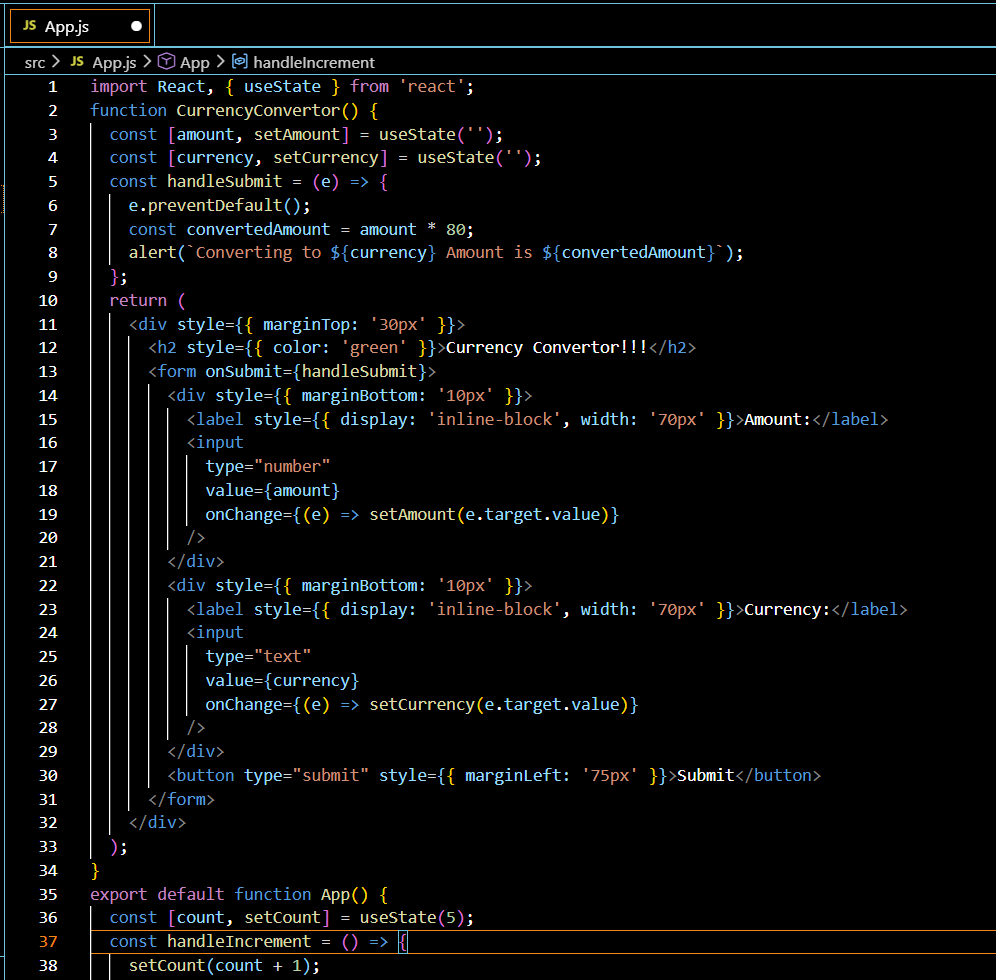 JS App.js
src > JS App.js > App > handleIncrement
1 import React, { useState } from 'react';
2 function CurrencyConvertor() {
3   const [amount, setAmount] = useState('');
4   const [currency, setCurrency] = useState('');
5   const handleSubmit = (e) => {
6     e.preventDefault();
7     const convertedAmount = amount * 80;
8     alert(`Converting to ${currency} Amount is ${convertedAmount}`);
9   };
10   return (
11     <div style={{ marginTop: '30px' }}>
12       <h2 style={{ color: 'green' }}>Currency Convertor!!!</h2>
13       <form onSubmit={handleSubmit}>
14         <div style={{ marginBottom: '10px' }}>
15           <label style={{ display: 'inline-block', width: '70px' }}>Amount:</label>
16           <input
17             type="number"
18             value={amount}
19             onChange={(e) => setAmount(e.target.value)}
20           />
21         </div>
22         <div style={{ marginBottom: '10px' }}>
23           <label style={{ display: 'inline-block', width: '70px' }}>Currency:</label>
24           <input
25             type="text"
26             value={currency}
27             onChange={(e) => setCurrency(e.target.value)}
28           />
29         </div>
30         <button type="submit" style={{ marginLeft: '75px' }}>Submit</button>
31       </form>
32     </div>
33   );
34 }
35 export default function App() {
36   const [count, setCount] = useState(5);
37   const handleIncrement = () => {
38     setCount(count + 1);